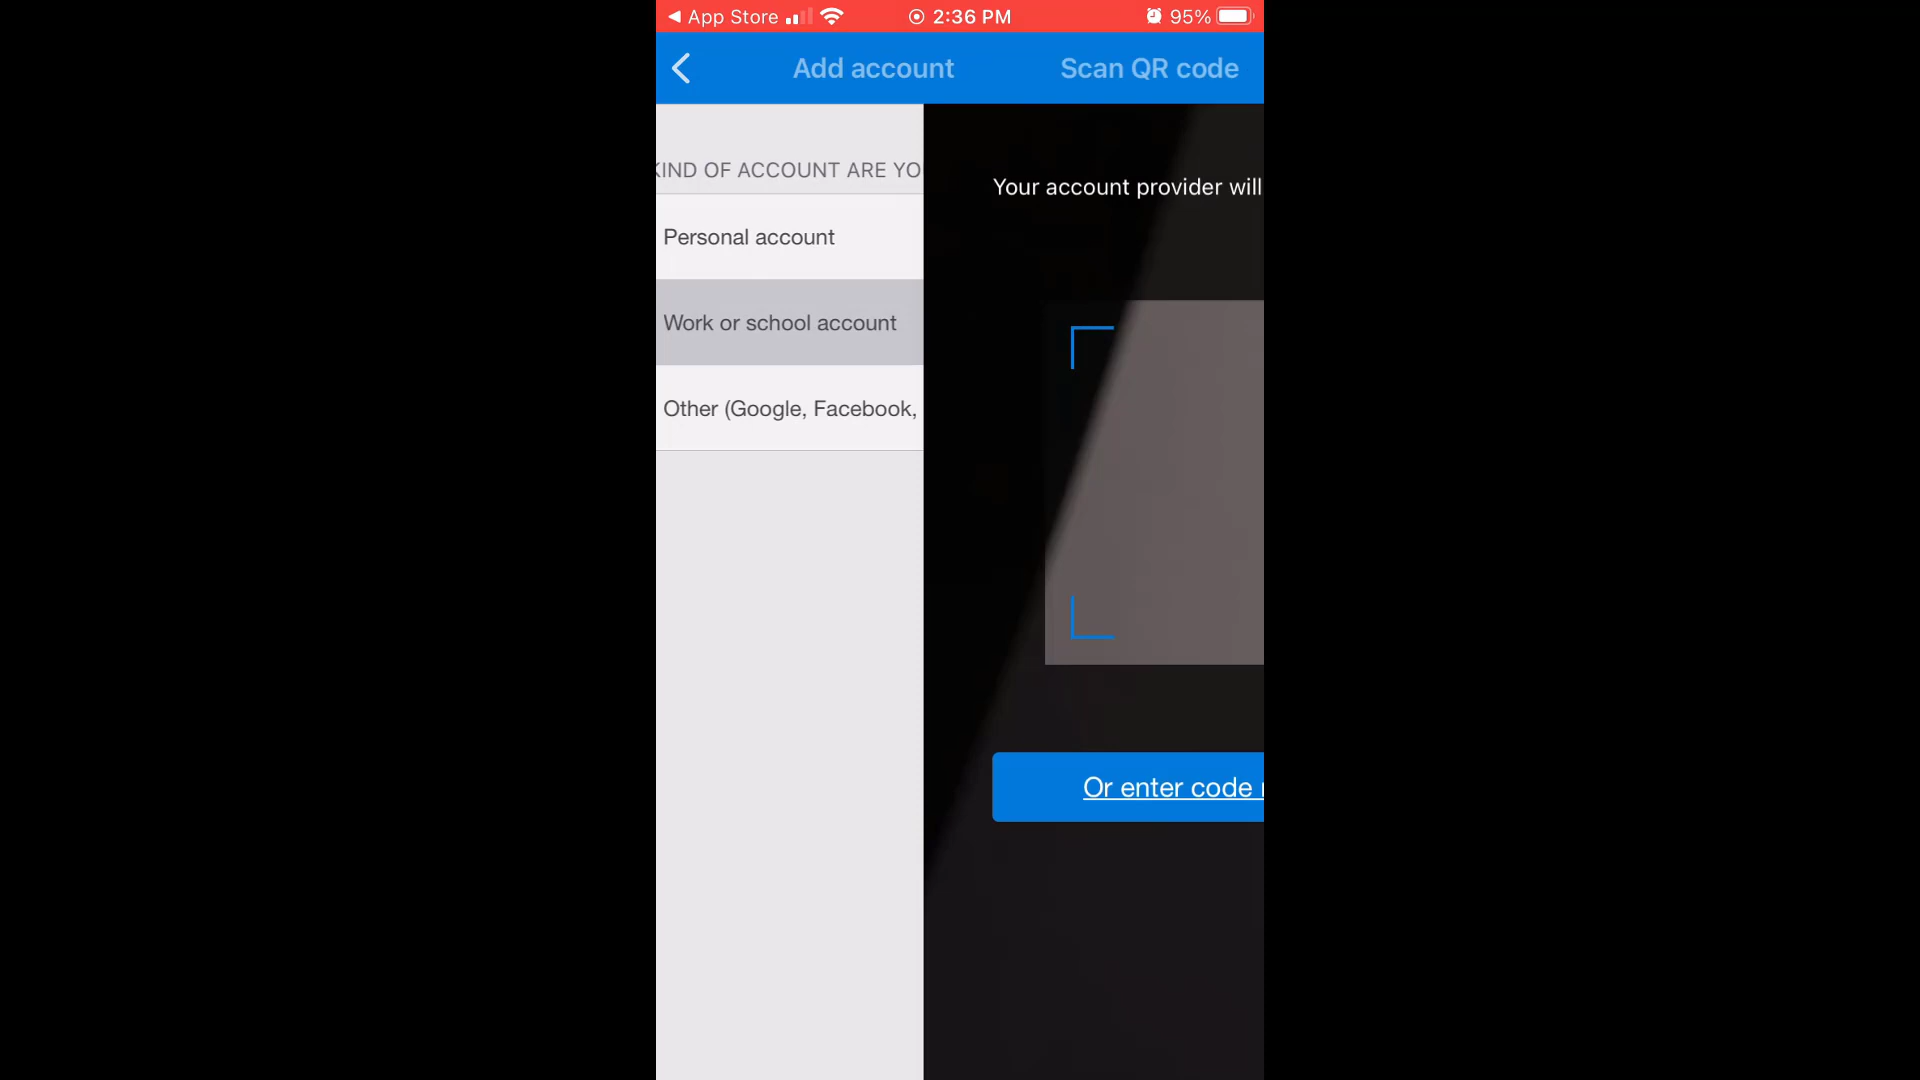 App Store
2:36 PM
95%
Add account
Scan QR code
KIND OF ACCOUNT ARE YO
Your account provider will
Personal account
Work or school account
Other (Google, Facebook,
Or enter code